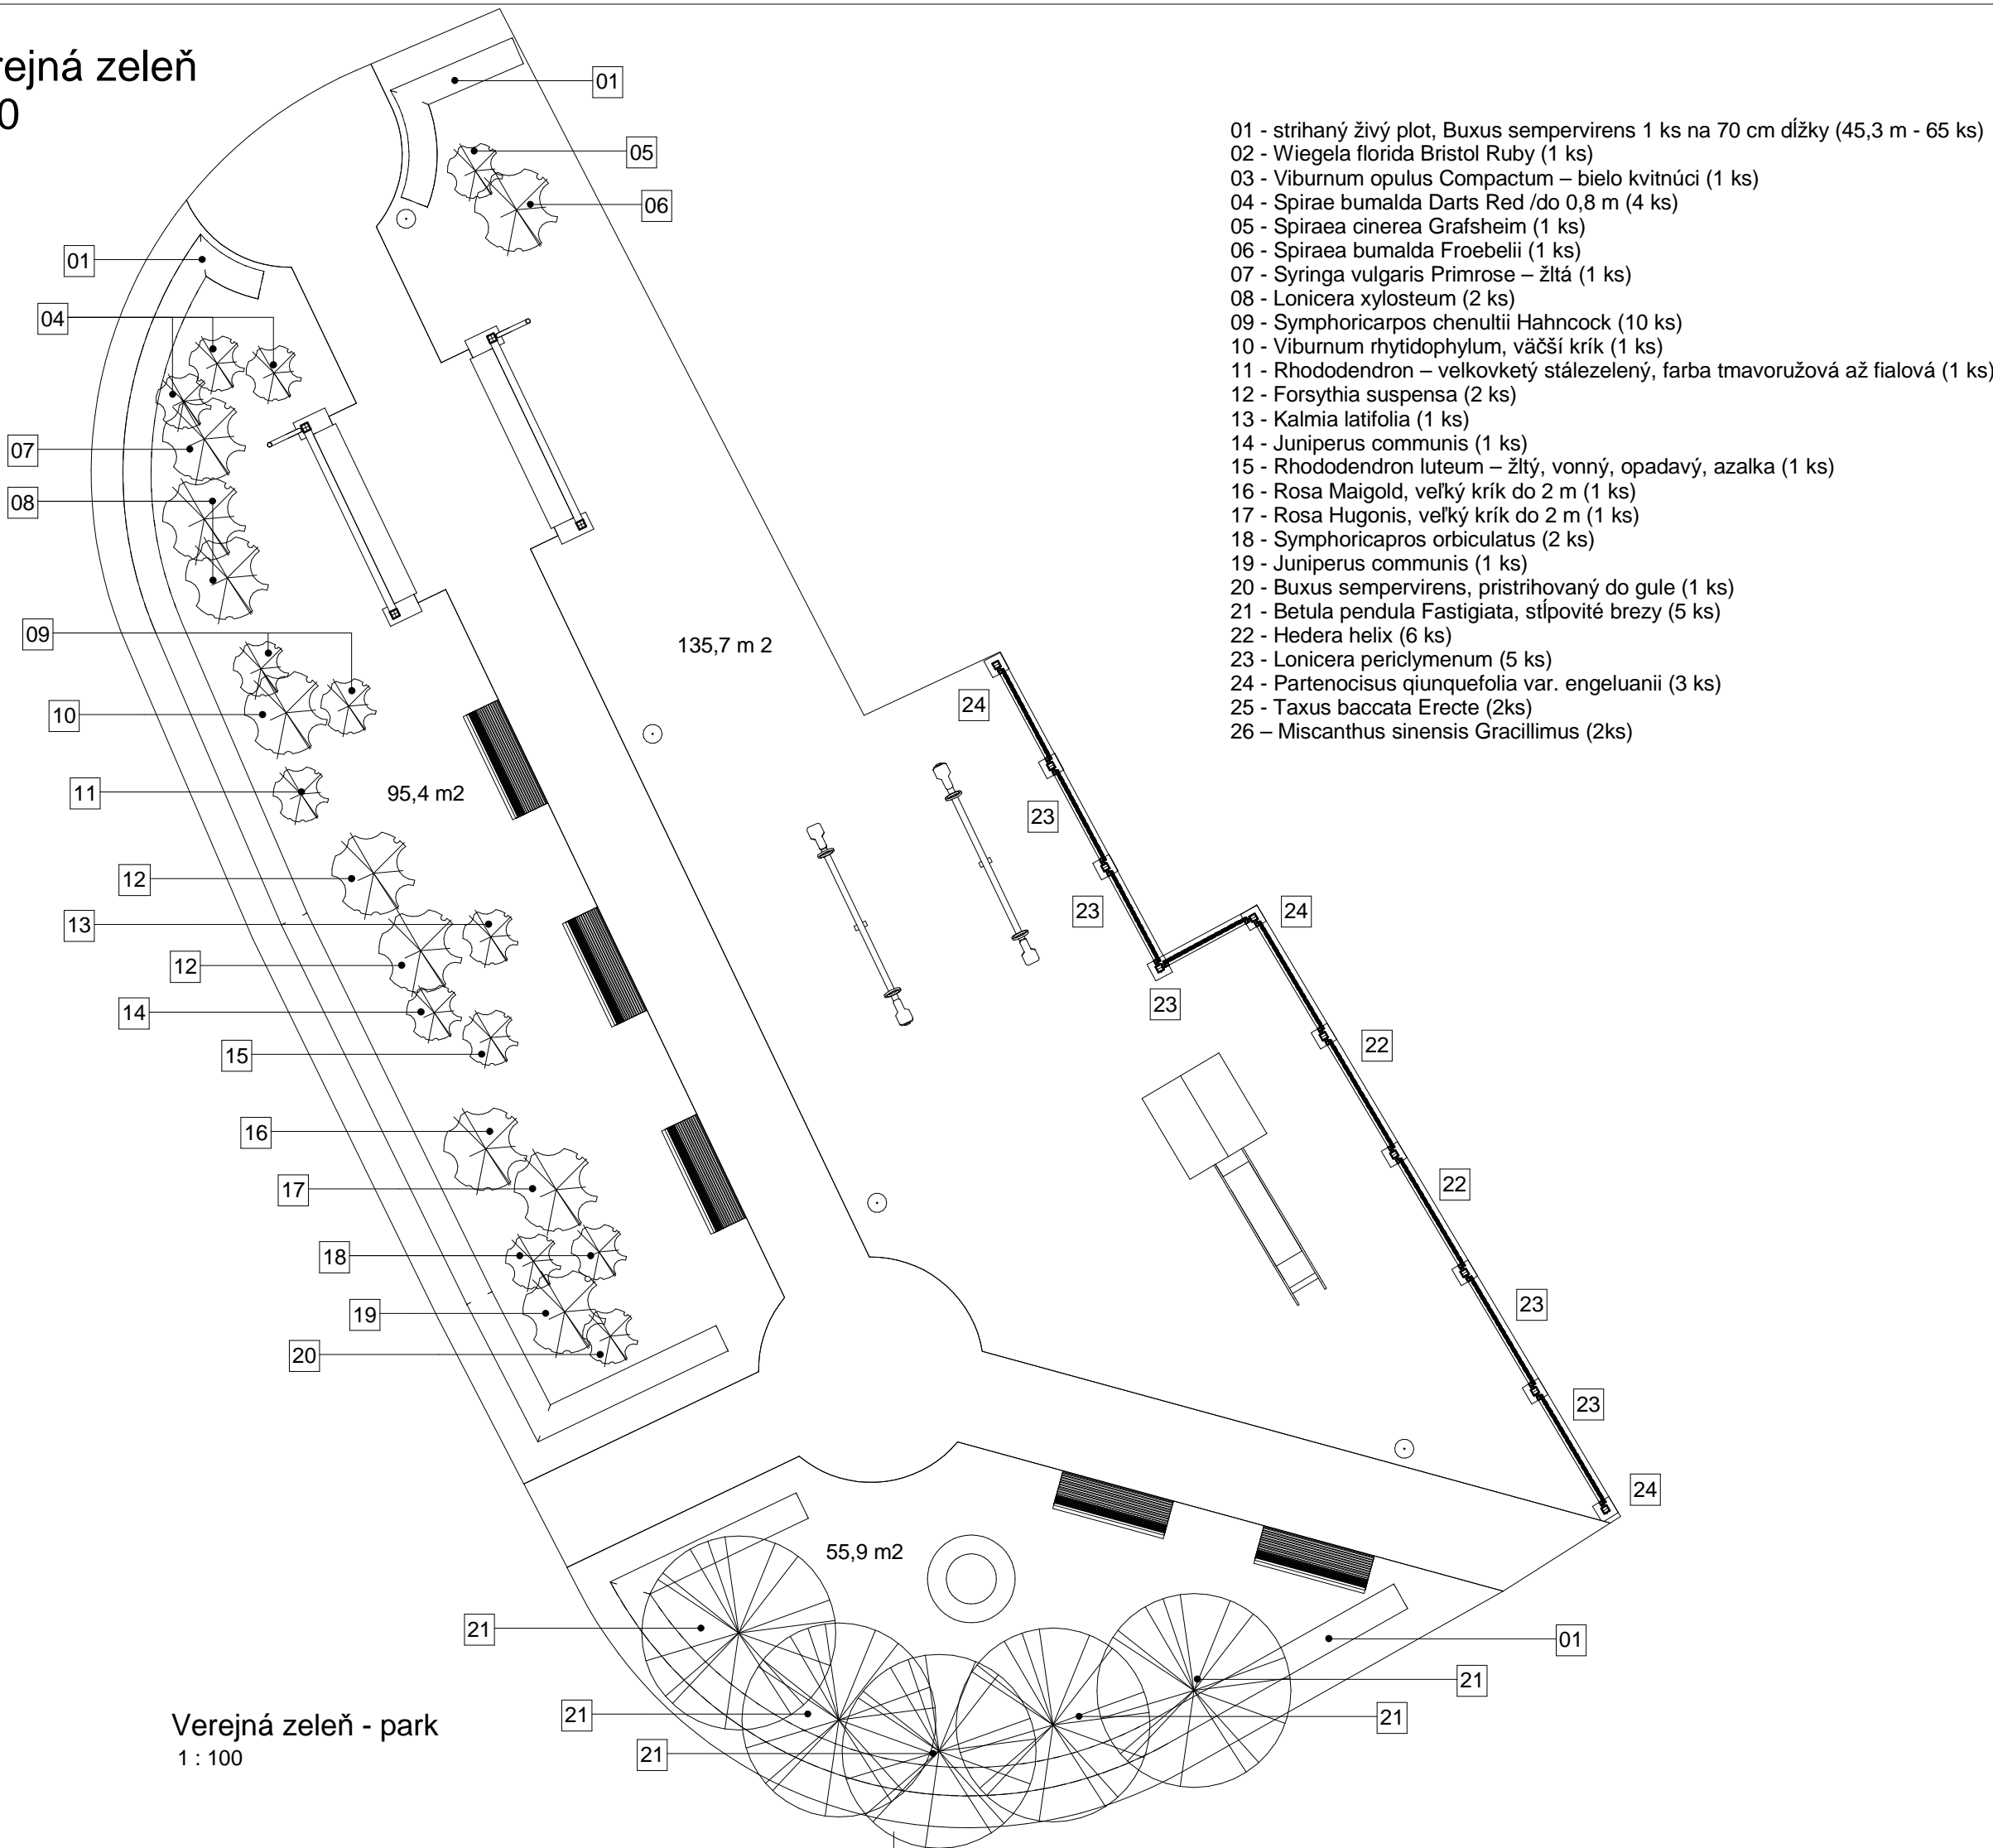 rejná zeleň
0
01 - strihaný živý plot, Buxus sempervirens 1 ks na 70 cm dĺžky (45,3 m - 65 ks)
02 - Wiegela florida Bristol Ruby (1 ks)
03 - Viburnum opulus Compactum – bielo kvitnúci (1 ks)
04 - Spirae bumalda Darts Red /do 0,8 m (4 ks)
05 - Spiraea cinerea Grafsheim (1 ks)
06 - Spiraea bumalda Froebelii (1 ks)
07 - Syringa vulgaris Primrose – žltá (1 ks)
08 - Lonicera xylosteum (2 ks)
09 - Symphoricarpos chenultii Hahncock (10 ks)
10 - Viburnum rhytidophylum, väčší krík (1 ks)
11 - Rhododendron – velkovketý stálezelený, farba tmavoružová až fialová (1 ks)
12 - Forsythia suspensa (2 ks)
13 - Kalmia latifolia (1 ks)
14 - Juniperus communis (1 ks)
15 - Rhododendron luteum – žltý, vonný, opadavý, azalka (1 ks)
16 - Rosa Maigold, veľký krík do 2 m (1 ks)
17 - Rosa Hugonis, veľký krík do 2 m (1 ks)
18 - Symphoricapros orbiculatus (2 ks)
19 - Juniperus communis (1 ks)
20 - Buxus sempervirens, pristrihovaný do gule (1 ks)
21 - Betula pendula Fastigiata, stĺpovité brezy (5 ks)
22 - Hedera helix (6 ks)
23 - Lonicera periclymenum (5 ks)
24 - Partenocisus qiunquefolia var. engeluanii (3 ks)
25 - Taxus baccata Erecte (2ks)
26 – Miscanthus sinensis Gracillimus (2ks)
01
05
06
01
04
07
08
09
135,7 m 2
24
10
11
95,4 m2
23
12
23
24
13
12
23
14
22
15
16
22
17
18
23
19
20
23
24
55,9 m2
21
01
21
21
21
21
Verejná zeleň - park
1 : 100